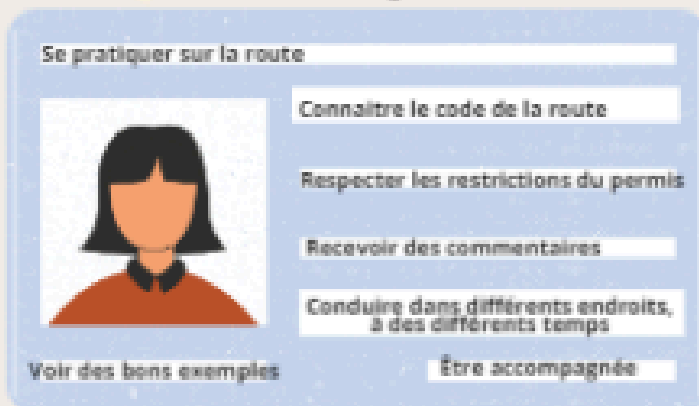 Se pratiquer sur la route
Connaitre le code de la route
Respecter les restrictions du permis
Recevoir des commentaires
Conduire dans différents endroits,
à des différents temps
Voir des bons exemples
Être accompagnée